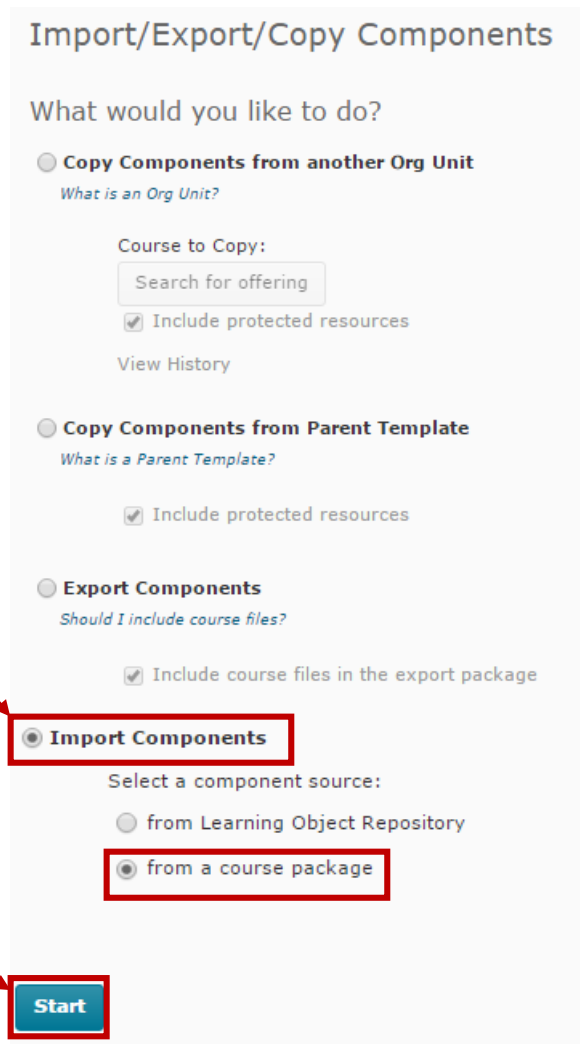 Import/Export/Copy Components
What would you like to do?
Copy Components from another Org Unit
What is an Org Unit?
Course to Copy:
Search for offering
Include protected resources
View History
Copy Components from Parent Template
What is a Parent Template?
Include protected resources
Export Components
Should I include course files?
Include course files in the export package
Import Components
Select a component source:
from Learning Object Repository
from a course package
Start